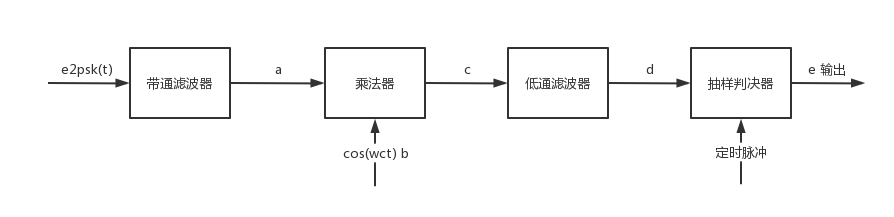 e2psk(t)
带通滤波器
a
乘法器
c
低通滤波器
d
抽样判决器
e 输出
cos(wct) b
定时脉冲